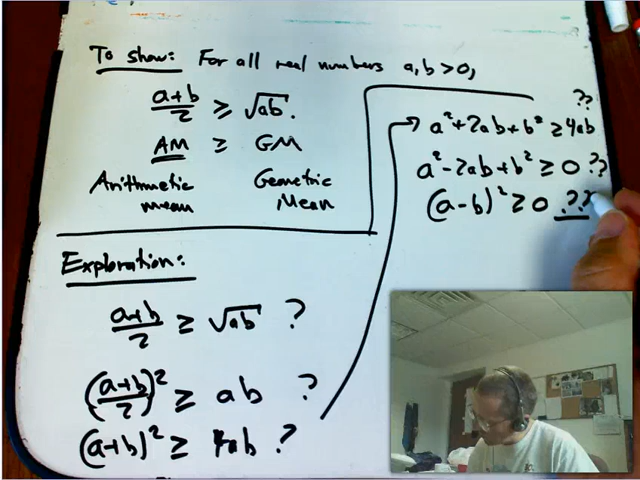 To show: For all real numbers a,b > 0,
(a+b)/2 ≥ √ab.
AM ≥ GM
Arithmetic mean Geometric Mean
Exploration:
(a+b)/2 ≥ √ab ?
((a+b)/2)² ≥ ab ?
(a+b)² ≥ 4ab ?
??
a² + 2ab + b² ≥ 4ab
a² - 2ab + b² ≥ 0 ??
(a-b)² ≥ 0 ??